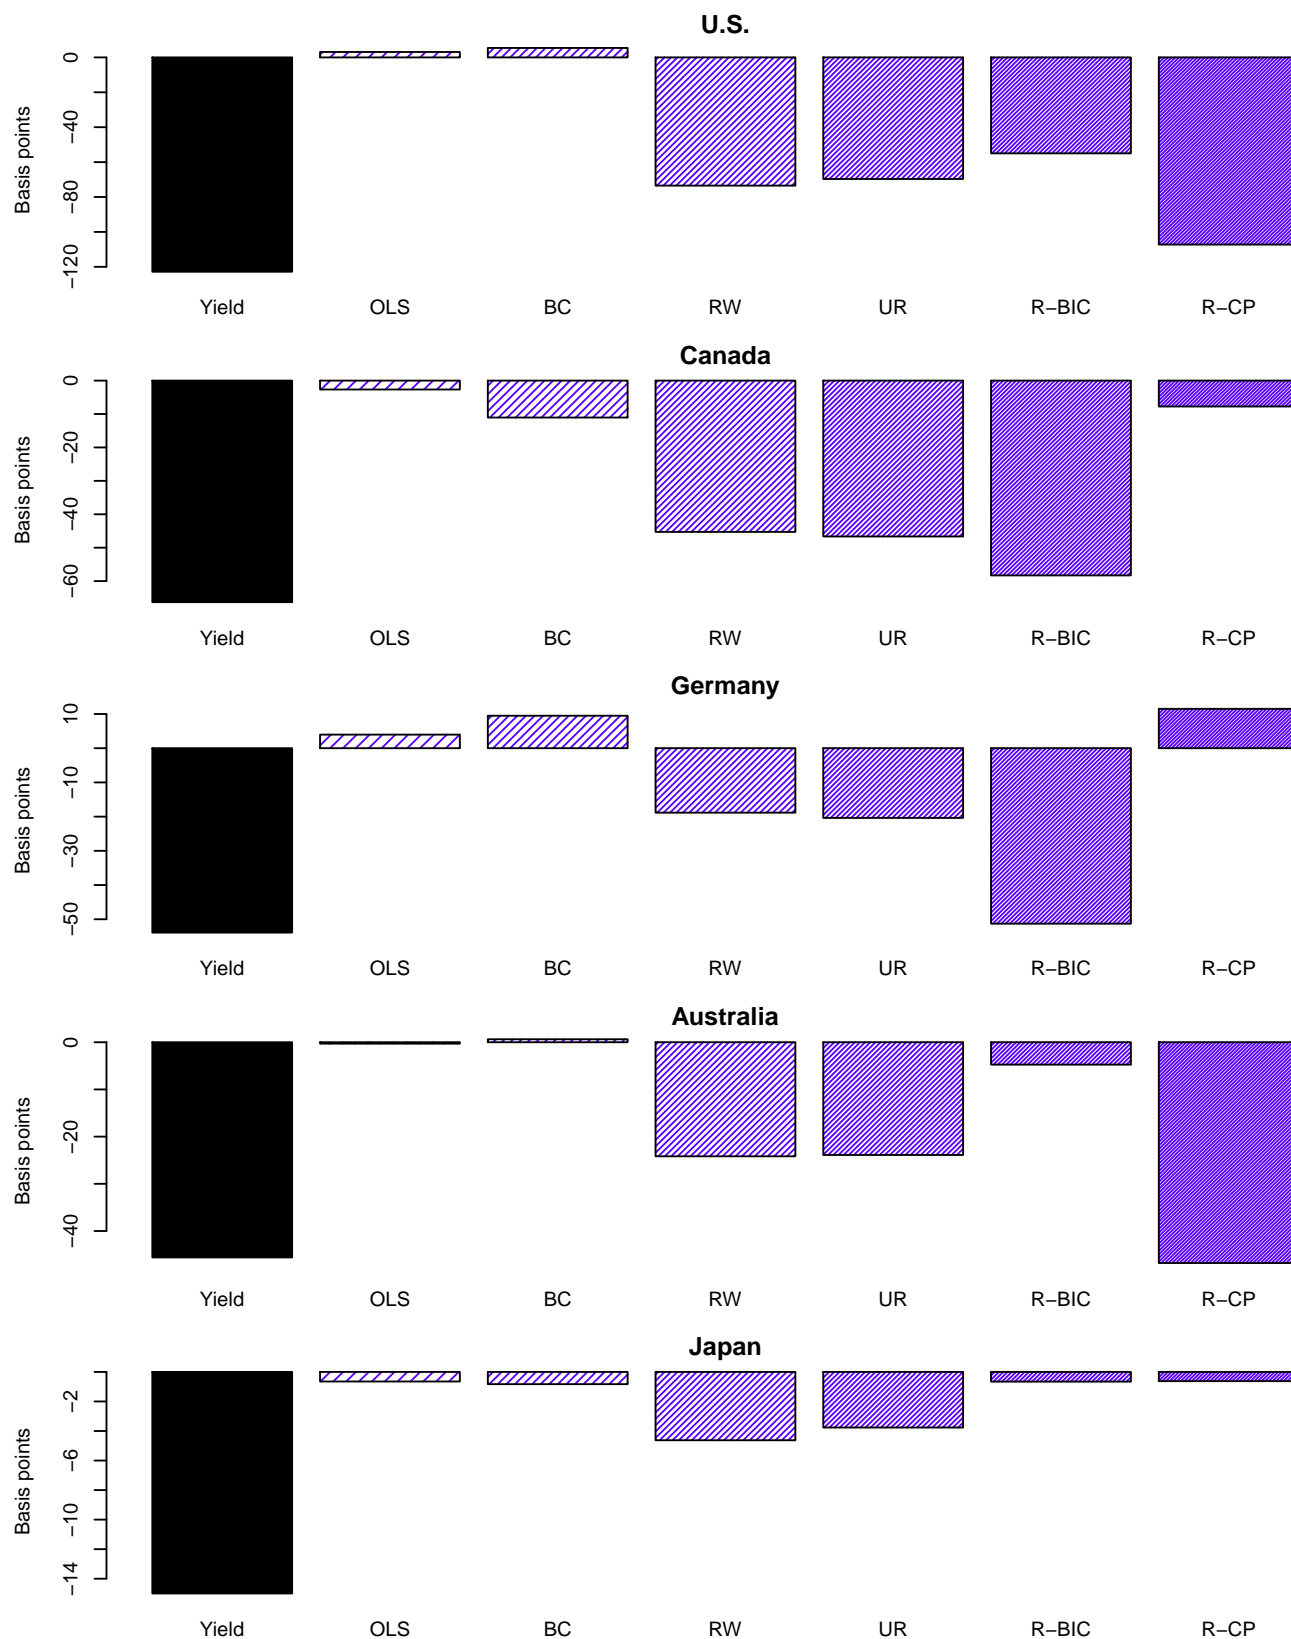 U.S.
Basis points
0
−40
−80
−120
Yield OLS BC RW UR R−BIC R−CP
Canada
Basis points
0
−20
−40
−60
Yield OLS BC RW UR R−BIC R−CP
Germany
Basis points
10
−10
−30
−50
Yield OLS BC RW UR R−BIC R−CP
Australia
Basis points
0
−20
−40
Yield OLS BC RW UR R−BIC R−CP
Japan
Basis points
−2
−6
−10
−14
Yield OLS BC RW UR R−BIC R−CP